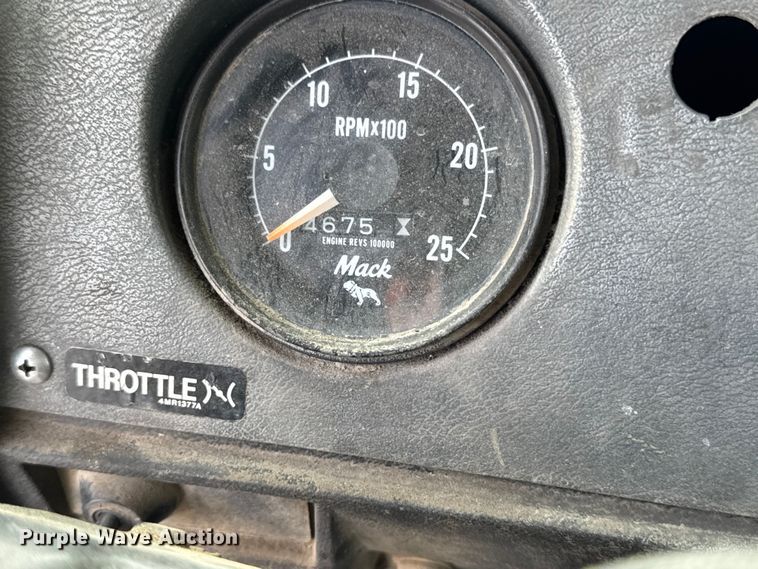 10
15
RPMx100
5
20
4675
0
ENGINE REVS 100000
25
Mack
THROTTLE
4MR1377A
Purple Wave Auction